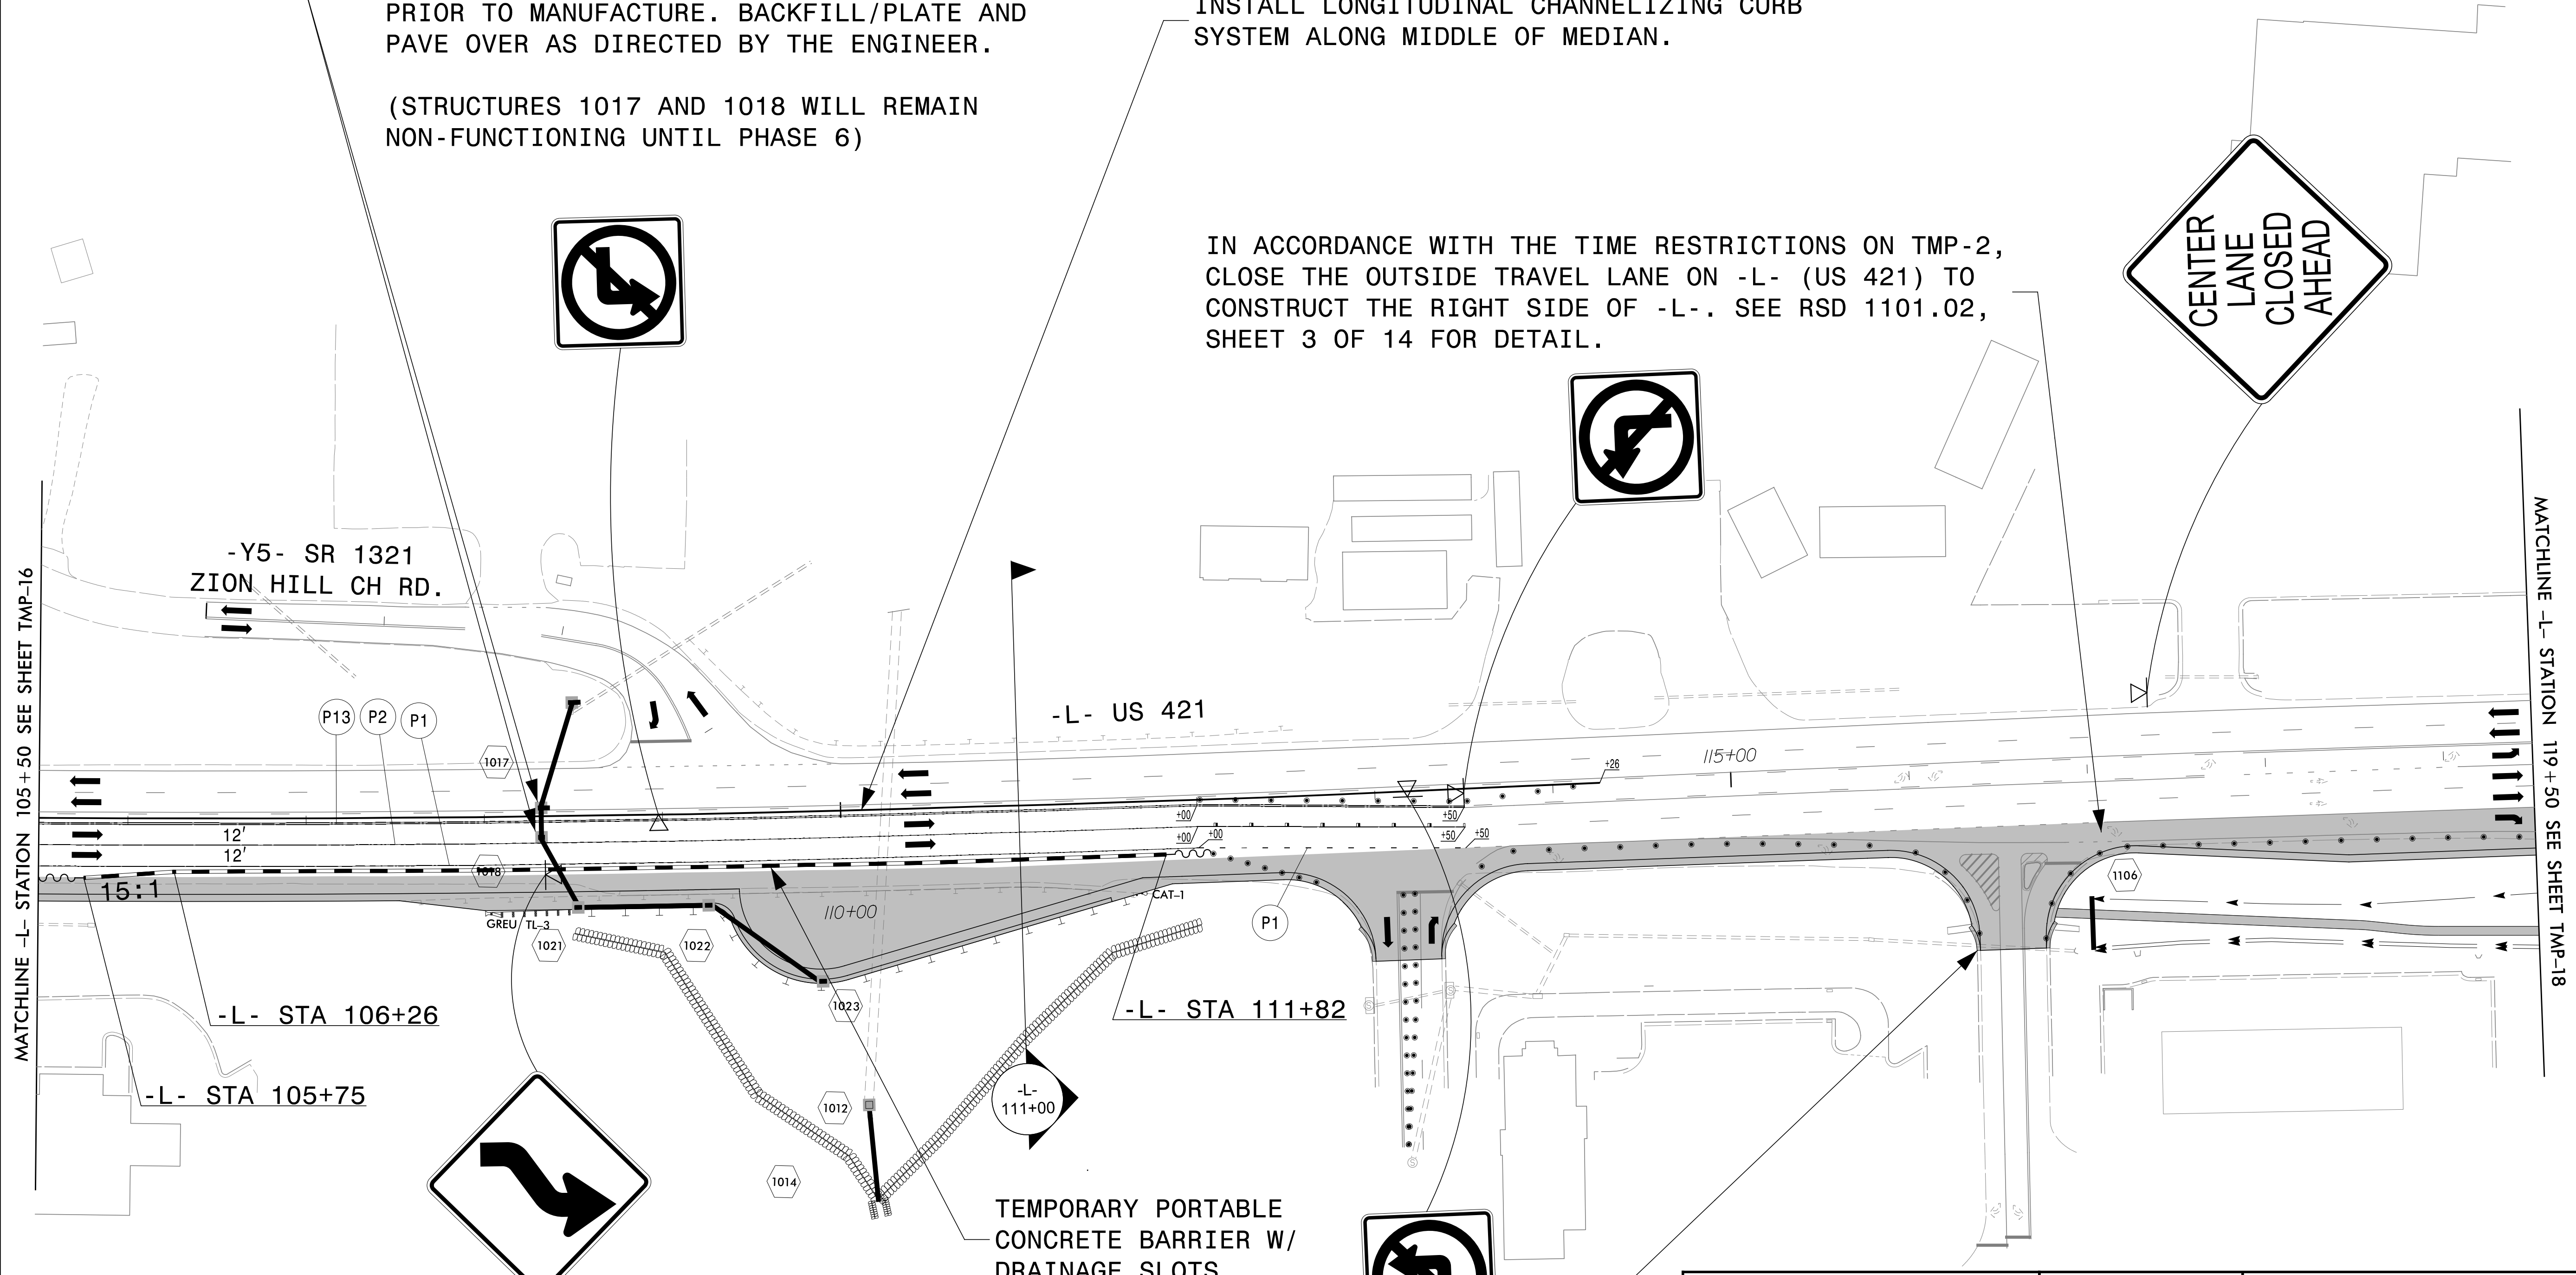 PRIOR TO MANUFACTURE. BACKFILL/PLATE AND
PAVE OVER AS DIRECTED BY THE ENGINEER.
(STRUCTURES 1017 AND 1018 WILL REMAIN
NON-FUNCTIONING UNTIL PHASE 6)
INSTALL LONGITUDINAL CHANNELIZING CURB
SYSTEM ALONG MIDDLE OF MEDIAN.
IN ACCORDANCE WITH THE TIME RESTRICTIONS ON TMP-2,
CLOSE THE OUTSIDE TRAVEL LANE ON -L- (US 421) TO
CONSTRUCT THE RIGHT SIDE OF -L-. SEE RSD 1101.02,
SHEET 3 OF 14 FOR DETAIL.
CENTER
LANE
CLOSED
AHEAD
MATCHLINE -L- STATION 105+50 SEE SHEET TMP-16
-Y5- SR 1321
ZION HILL CH RD.
P13
P2
P1
1017
-L- US 421
115+00
+26
+00
+50
+00
+00
+50
+50
12'
12'
1018
15:1
GREU TL-3
110+00
CAT-1
P1
1106
1021
1022
1023
-L- STA 106+26
-L- STA 111+82
-L- STA 105+75
1012
-L-
111+00
1014
TEMPORARY PORTABLE
CONCRETE BARRIER W/
DRAINAGE SLOTS
MATCHLINE -L- STATION 119+50 SEE SHEET TMP-18